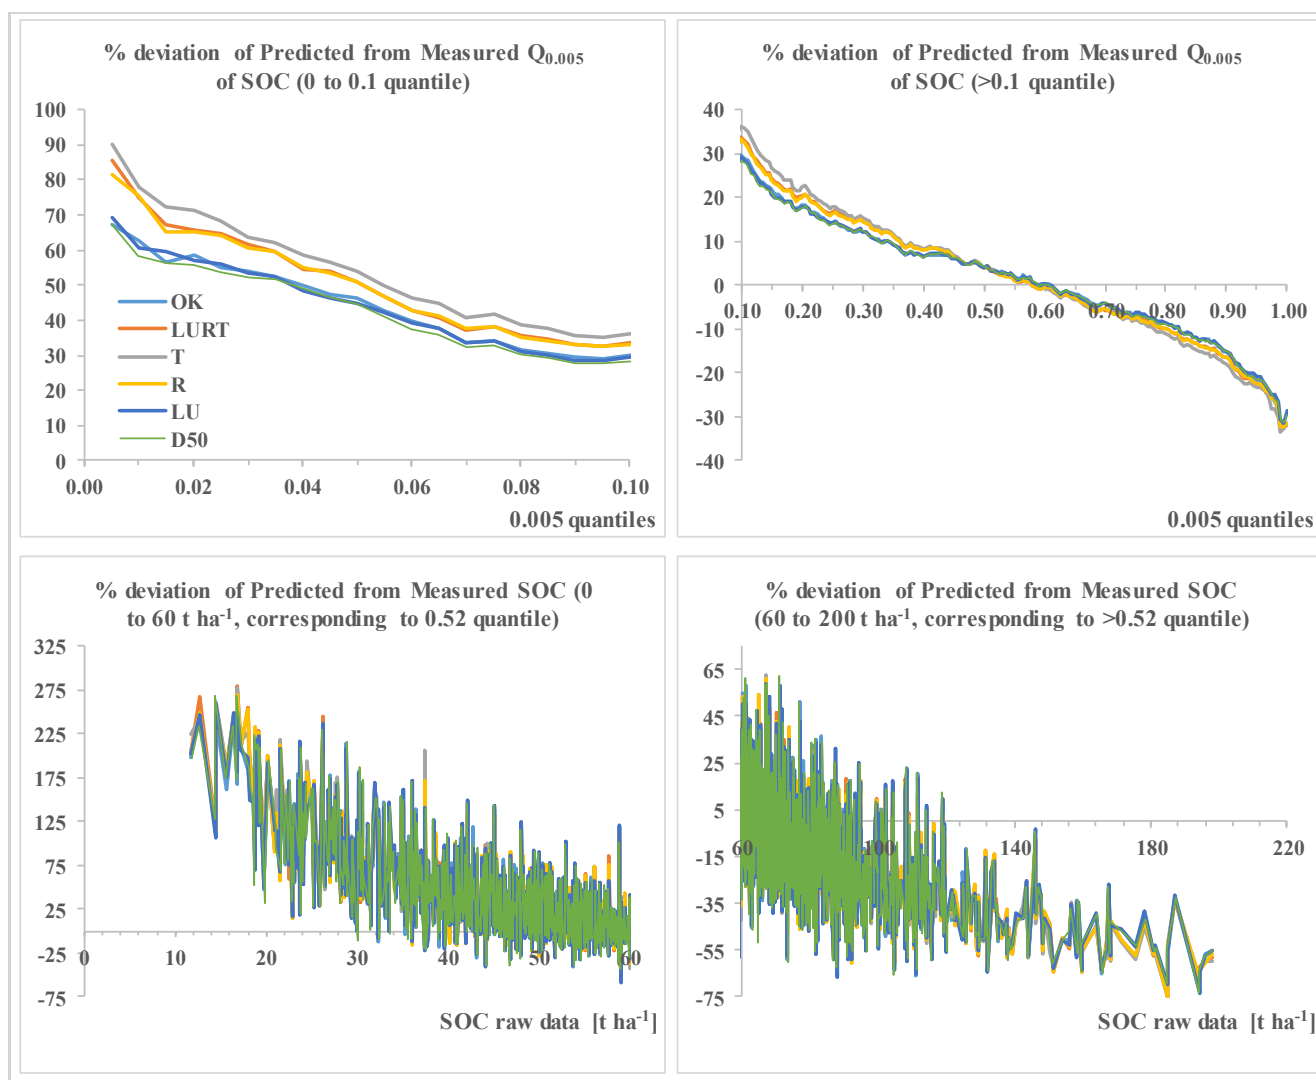 % deviation of Predicted from Measured Q0.005
of SOC (0 to 0.1 quantile)
100
90
80
70
60
50
40
30
20
10
0
OK
LURT
T
R
LU
D50
0.00 0.02 0.04 0.06 0.08 0.10
0.005 quantiles
% deviation of Predicted from Measured Q0.005
of SOC (>0.1 quantile)
40
30
20
10
0
-10
-20
-30
-40
0.10 0.20 0.30 0.40 0.50 0.60 0.70 0.80 0.90 1.00
0.005 quantiles
% deviation of Predicted from Measured SOC (0
to 60 t ha-1, corresponding to 0.52 quantile)
325
275
225
175
125
75
25
-25
-75
0 10 20 30 40 50 60
SOC raw data [t ha-1]
% deviation of Predicted from Measured SOC
(60 to 200 t ha-1, corresponding to >0.52 quantile)
65
45
25
5
-15
-35
-55
-75
60 100 140 180 220
SOC raw data [t ha-1]